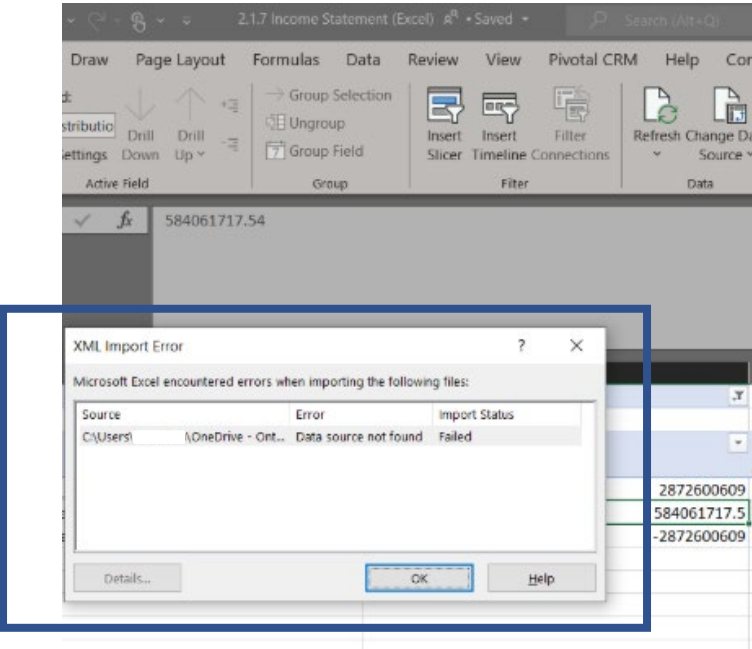 2.1.7 Income Statement (Excel) • Saved
Search (Alt+Q)
Draw Page Layout Formulas Data Review View Pivotal CRM Help
stributio
ettings
Drill Down
Drill Up
Active Field
Group Selection
Ungroup
Group Field
Group
Insert Slicer
Insert Timeline
Filter Connections
Filter
Refresh
Change Da
Source
Data
fx 584061717.54
XML Import Error ?
Microsoft Excel encountered errors when importing the following files:
Source Error Import Status
C:\Users\ \OneDrive - Ont... Data source not found Failed
Details... OK Help
2872600609
584061717.5
-2872600609